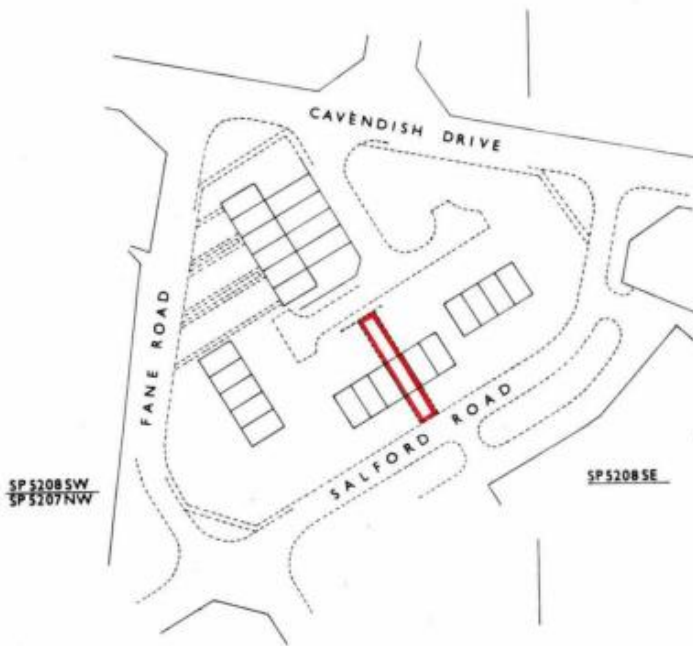 CAVENDISH DRIVE
FANE ROAD
SALFORD ROAD
SP5208SW
SP5207NW
SP5208SE